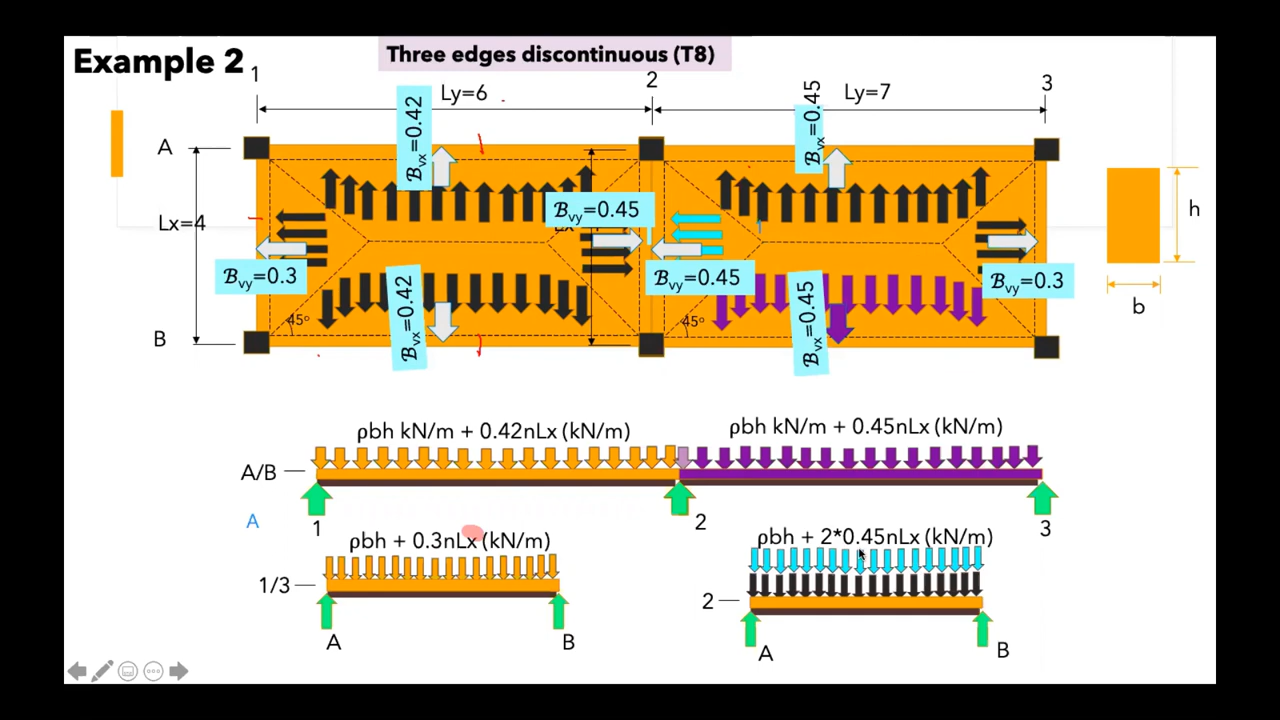 Example 2
Three edges discontinuous (T8)
1
2
3
Ly=6
Ly=7
A
Lx=4
B
ℬvx=0.42
ℬvx=0.45
ℬvy=0.45
ℬvy=0.3
ℬvy=0.45
ℬvy=0.3
ℬvx=0.42
ℬvx=0.45
45°
45°
h
b
ρbh kN/m + 0.42nLx (kN/m)
ρbh kN/m + 0.45nLx (kN/m)
A/B
A
1
2
3
ρbh + 0.3nLx (kN/m)
ρbh + 2*0.45nLx (kN/m)
1/3
2
A
B
A
B